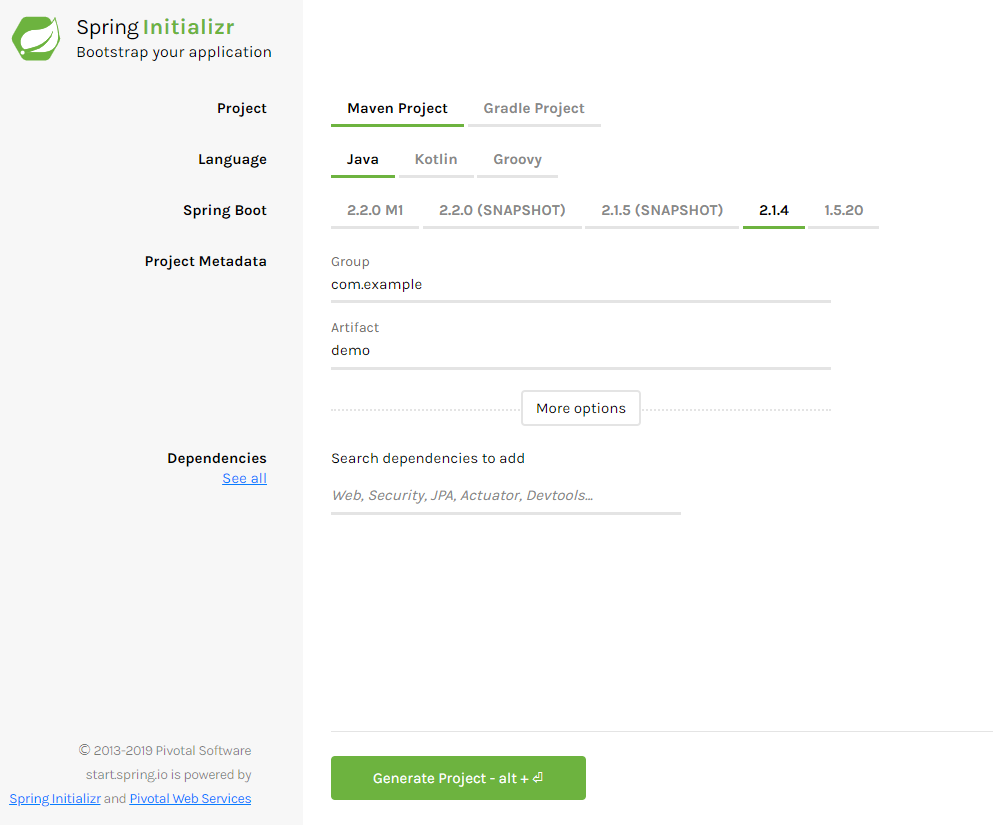 Spring Initializr
Bootstrap your application
Project
Maven Project Gradle Project
Language
Java Kotlin Groovy
Spring Boot
2.2.0 M1 2.2.0 (SNAPSHOT) 2.1.5 (SNAPSHOT) 2.1.4 1.5.20
Project Metadata
Group
com.example
Artifact
demo
More options
Dependencies
See all
Search dependencies to add
Web, Security, JPA, Actuator, Devtools...
© 2013-2019 Pivotal Software
start.spring.io is powered by
Spring Initializr and Pivotal Web Services
Generate Project - alt + ⏎